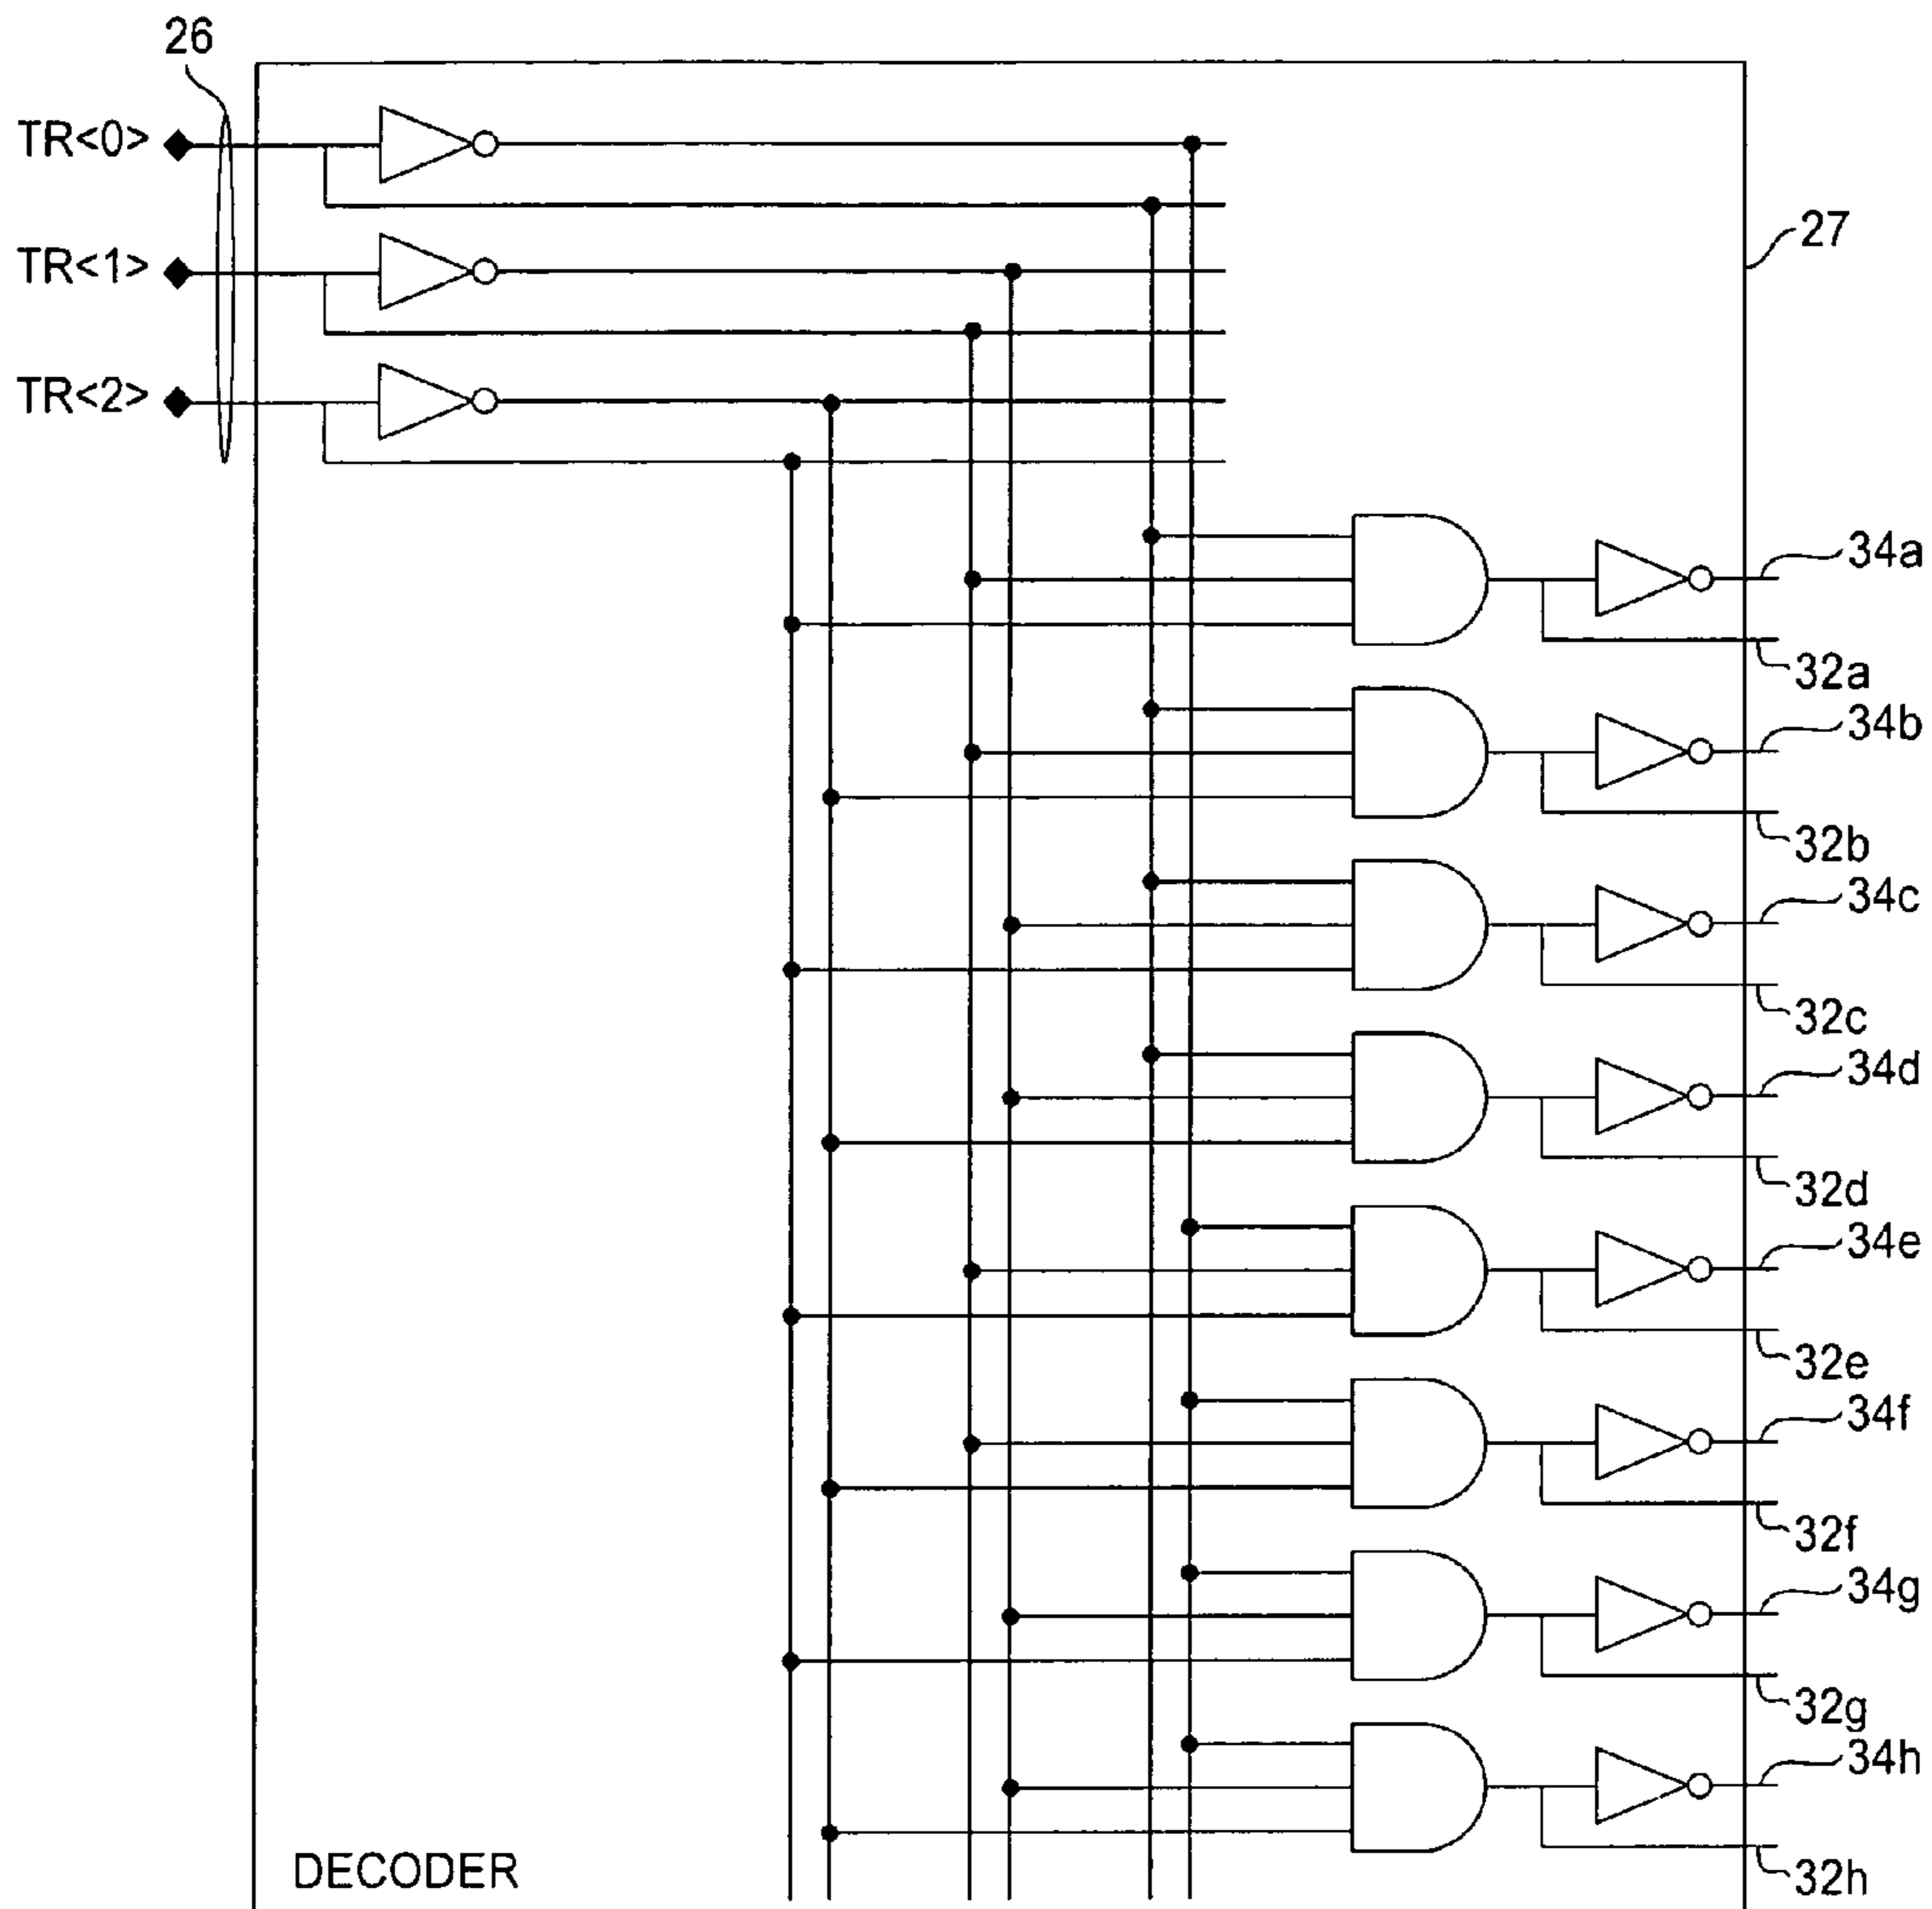 26
TR<0>
27
TR<1>
TR<2>
34a
32a
34b
32b
34c
32c
34d
32d
34e
32e
34f
32f
34g
32g
34h
DECODER
32h